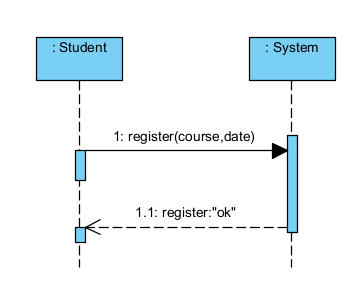 : Student
: System
1: register(course,date)
1.1: register:"ok"